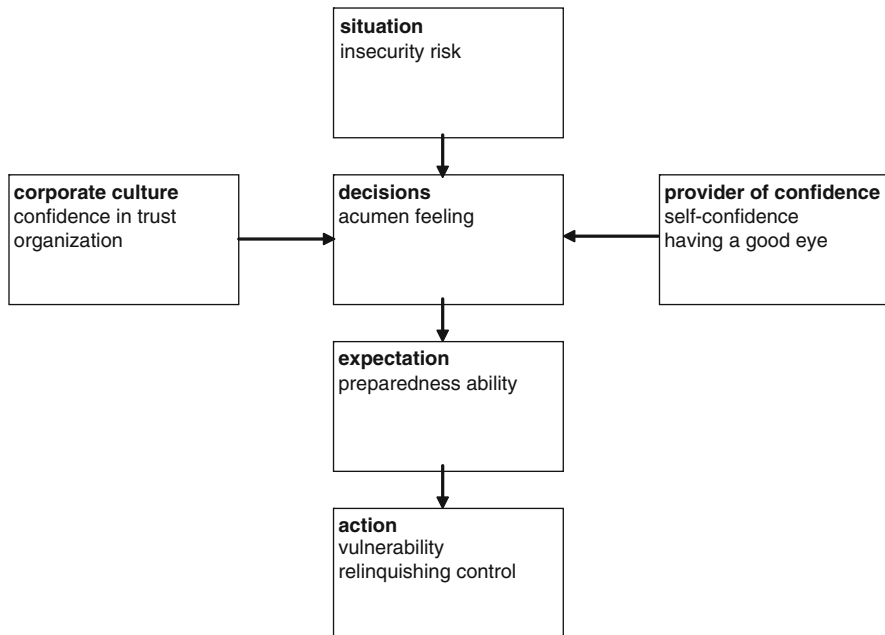 situation
insecurity risk
corporate culture
confidence in trust
organization
decisions
acumen feeling
provider of confidence
self-confidence
having a good eye
expectation
preparedness ability
action
vulnerability
relinquishing control